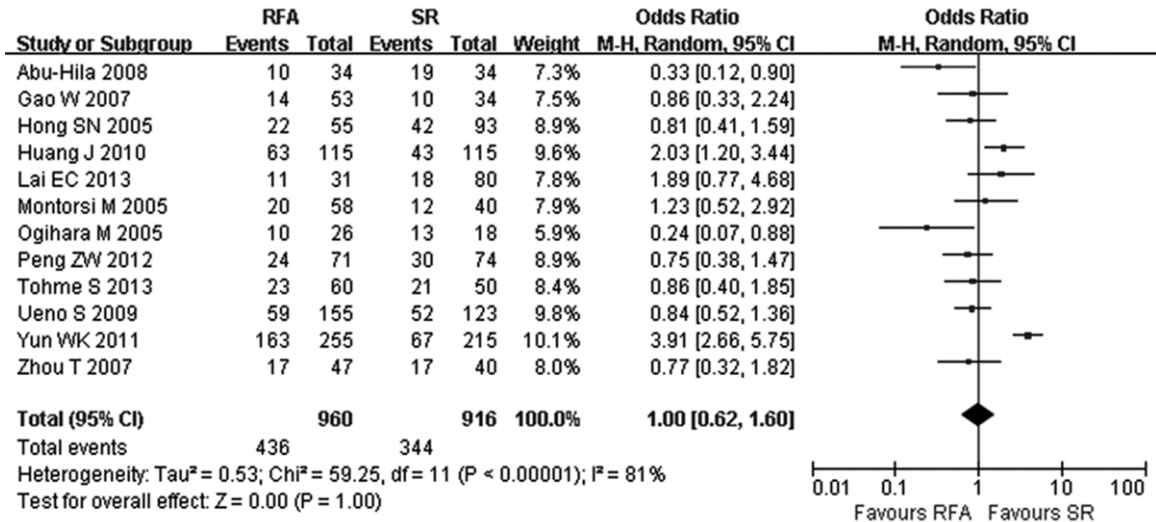 RFA SR Odds Ratio Odds Ratio
Study or Subgroup Events Total Events Total Weight M-H, Random, 95% CI M-H, Random, 95% CI
Abu-Hila 2008 10 34 19 34 7.3% 0.33 [0.12, 0.90]
Gao W 2007 14 53 10 34 7.5% 0.86 [0.33, 2.24]
Hong SN 2005 22 55 42 93 8.9% 0.81 [0.41, 1.59]
Huang J 2010 63 115 43 115 9.6% 2.03 [1.20, 3.44]
Lai EC 2013 11 31 18 80 7.8% 1.89 [0.77, 4.68]
Montorsi M 2005 20 58 12 40 7.9% 1.23 [0.52, 2.92]
Ogihara M 2005 10 26 13 18 5.9% 0.24 [0.07, 0.88]
Peng ZW 2012 24 71 30 74 8.9% 0.75 [0.38, 1.47]
Tohme S 2013 23 60 21 50 8.4% 0.86 [0.40, 1.85]
Ueno S 2009 59 155 52 123 9.8% 0.84 [0.52, 1.36]
Yun WK 2011 163 255 67 215 10.1% 3.91 [2.66, 5.75]
Zhou T 2007 17 47 17 40 8.0% 0.77 [0.32, 1.82]
Total (95% CI) 960 916 100.0% 1.00 [0.62, 1.60]
Total events 436 344
Heterogeneity: Tau² = 0.53; Chi² = 59.25, df = 11 (P < 0.00001); I² = 81%
Test for overall effect: Z = 0.00 (P = 1.00)
0.01 0.1 1 10 100
Favours RFA Favours SR